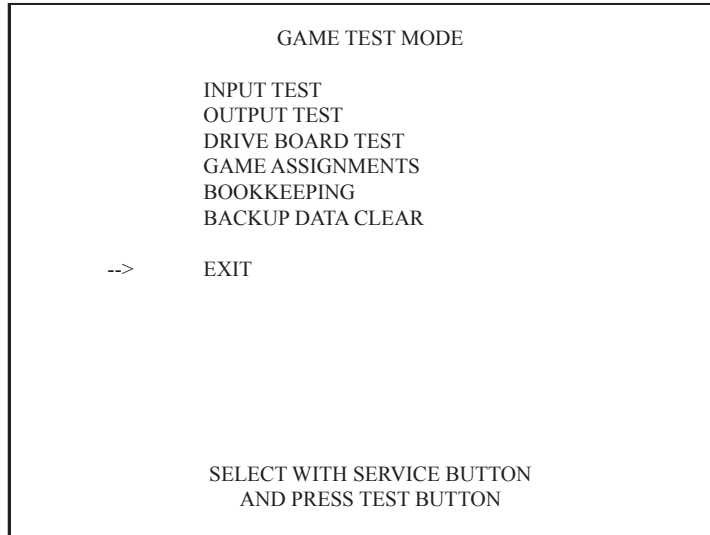 GAME TEST MODE
INPUT TEST
OUTPUT TEST
DRIVE BOARD TEST
GAME ASSIGNMENTS
BOOKKEEPING
BACKUP DATA CLEAR
--> EXIT
SELECT WITH SERVICE BUTTON
AND PRESS TEST BUTTON